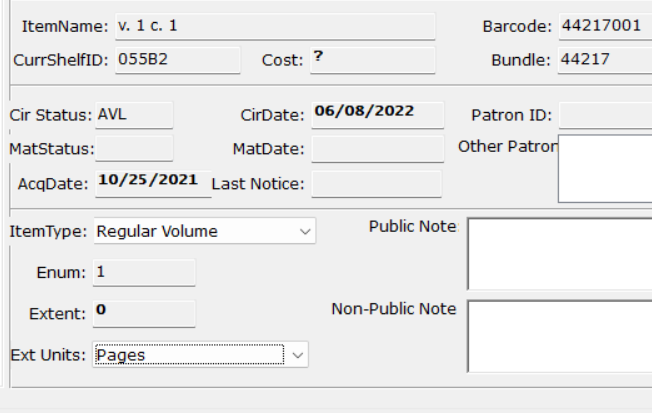 ItemName: v. 1 c. 1 Barcode: 44217001
CurrShelfID: 055B2 Cost: ? Bundle: 44217
Cir Status: AVL CirDate: 06/08/2022 Patron ID:
MatStatus: MatDate: Other Patron
AcqDate: 10/25/2021 Last Notice:
ItemType: Regular Volume Public Note:
Enum: 1
Extent: 0 Non-Public Note
Ext Units: Pages